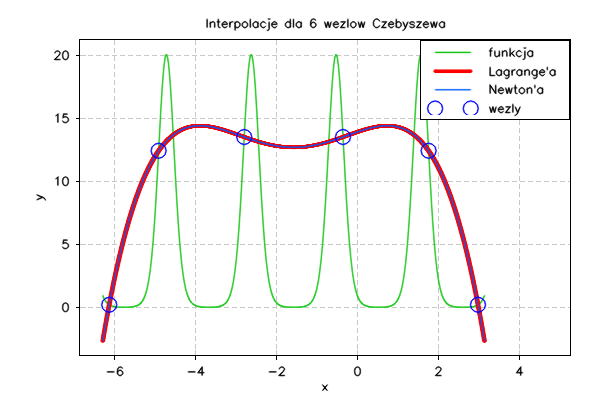 Interpolacje dla 6 wezlow Czebyszewa
funkcja
Lagrange'a
Newton'a
wezly
20
15
10
5
0
y
−6
−4
−2
0
2
4
x